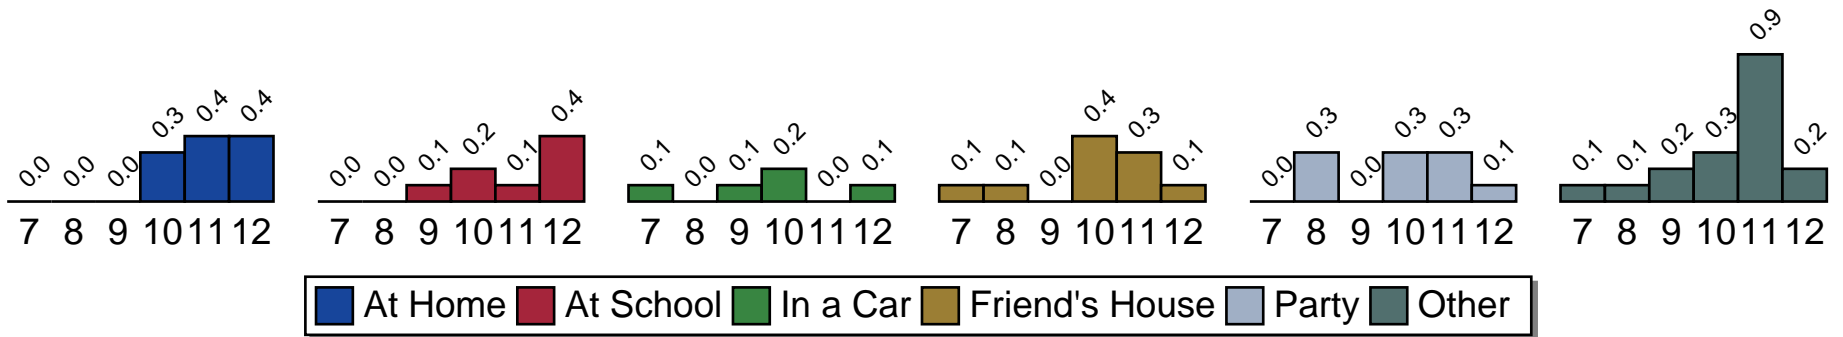 0.0 0.0 0.0 0.3 0.4 0.4 0.0 0.0 0.1 0.2 0.1 0.4 0.1 0.0 0.1 0.2 0.0 0.1 0.1 0.1 0.0 0.4 0.3 0.1 0.0 0.3 0.0 0.3 0.3 0.1 0.1 0.1 0.2 0.3 0.9 0.2
7 8 9 10 11 12 7 8 9 10 11 12 7 8 9 10 11 12 7 8 9 10 11 12 7 8 9 10 11 12 7 8 9 10 11 12
At Home At School In a Car Friend's House Party Other